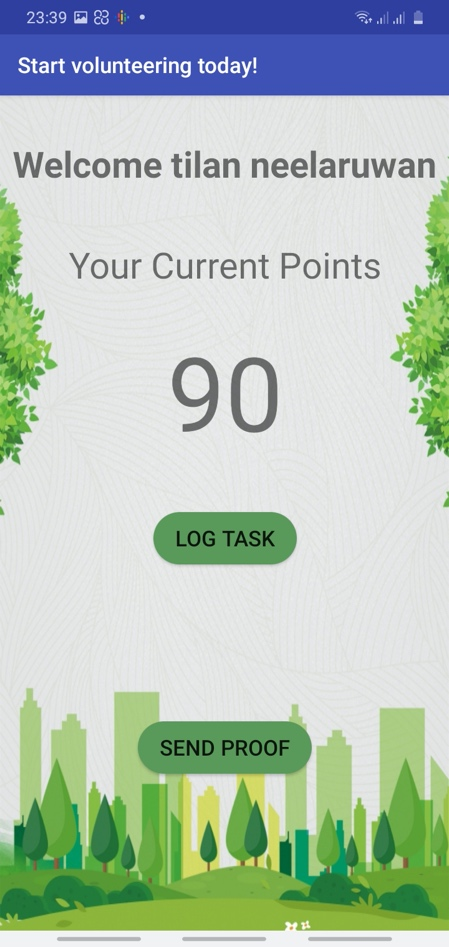 23:39
Start volunteering today!
Welcome tilan neelaruwan
Your Current Points
90
LOG TASK
SEND PROOF